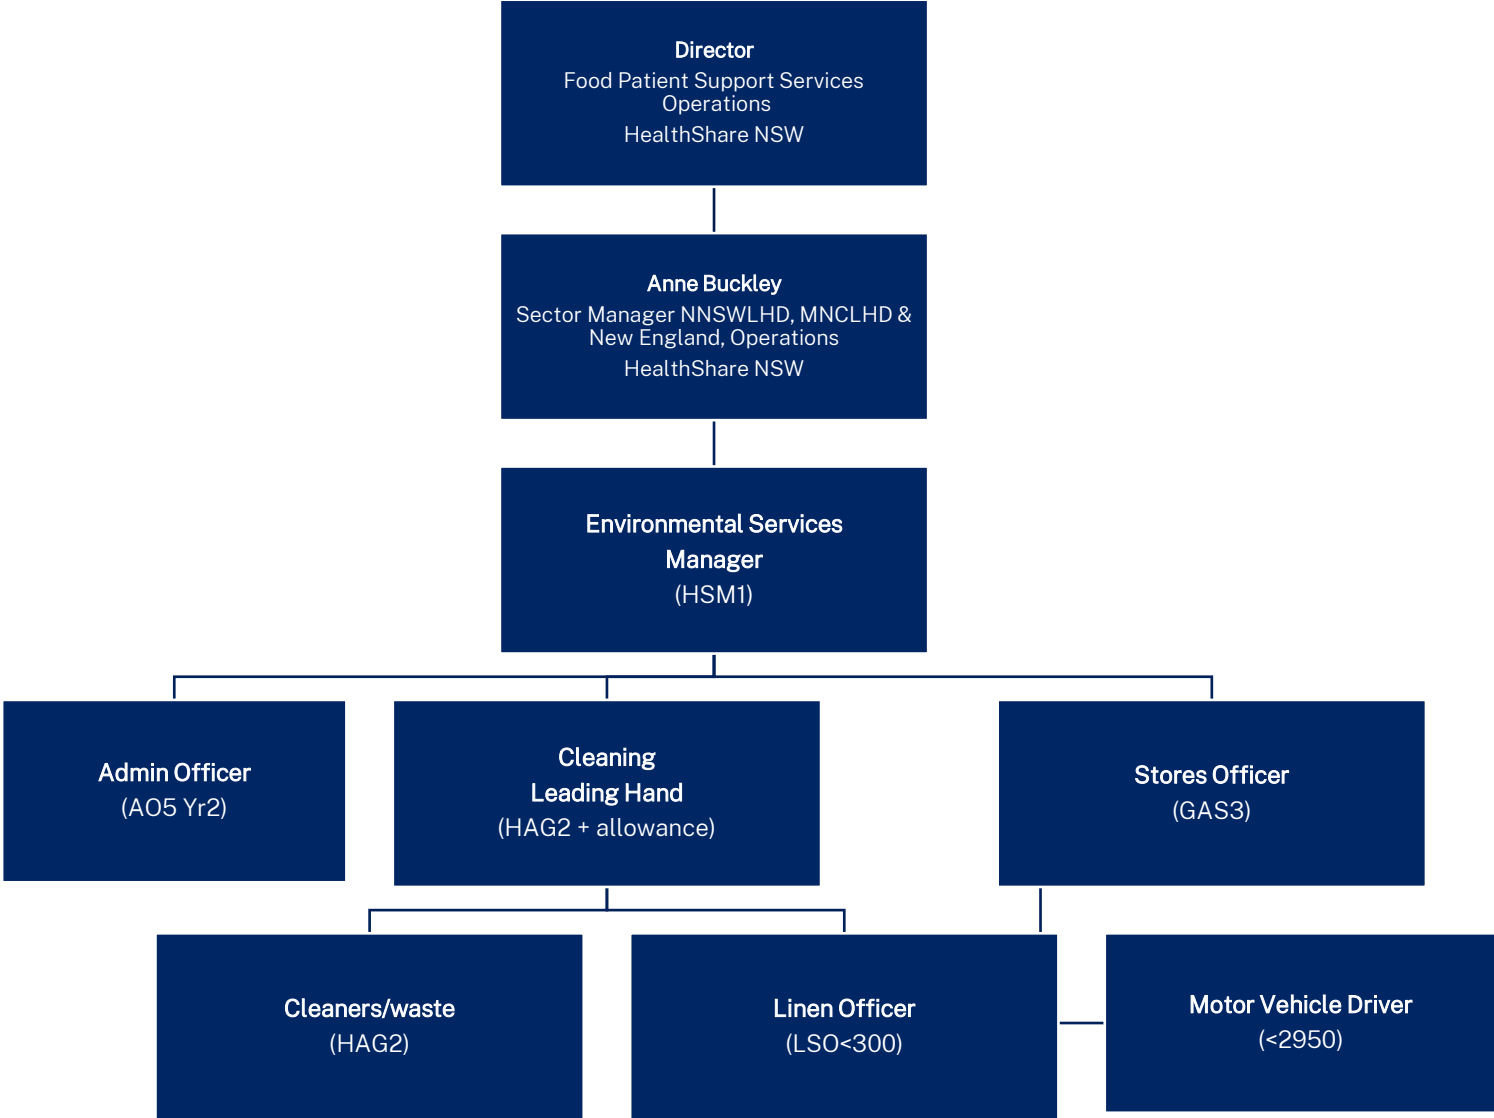 Director
Food Patient Support Services
Operations
HealthShare NSW
Anne Buckley
Sector Manager NNSWLHD, MNCLHD &
New England, Operations
HealthShare NSW
Environmental Services
Manager
(HSM1)
Admin Officer
(AO5 Yr2)
Cleaning
Leading Hand
(HAG2 + allowance)
Stores Officer
(GAS3)
Cleaners/waste
(HAG2)
Linen Officer
(LSO<300)
Motor Vehicle Driver
(<2950)